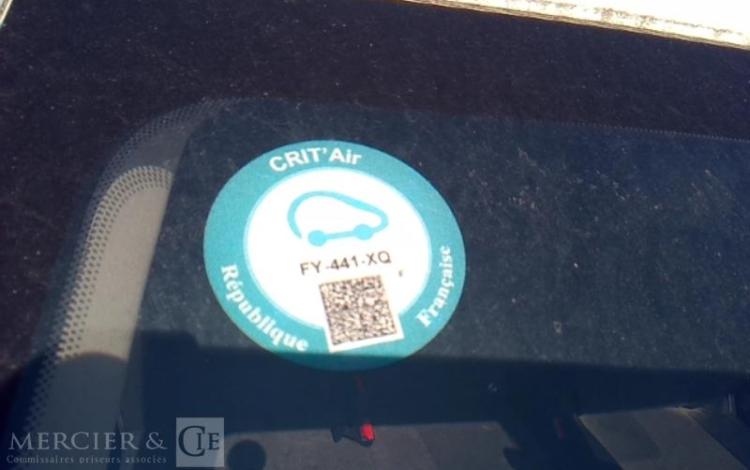 CRIT'Air
FY-441-XQ
République
Française
MERCIER & CIE
Commissaires priseurs associés